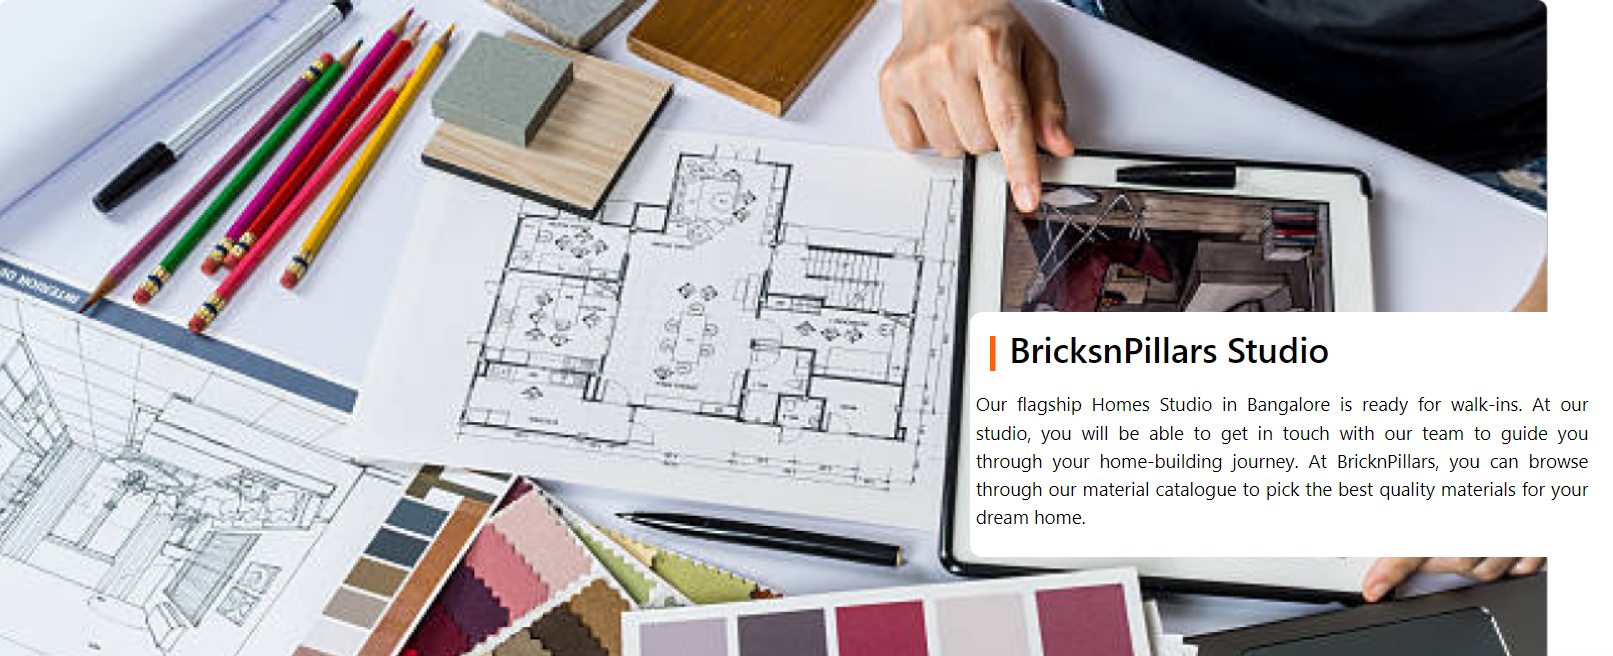 INTERIOR DE
BricksnPillars Studio
Our flagship Homes Studio in Bangalore is ready for walk-ins. At our
studio, you will be able to get in touch with our team to guide you
through your home-building journey. At BricknPillars, you can browse
through our material catalogue to pick the best quality materials for your
dream home.